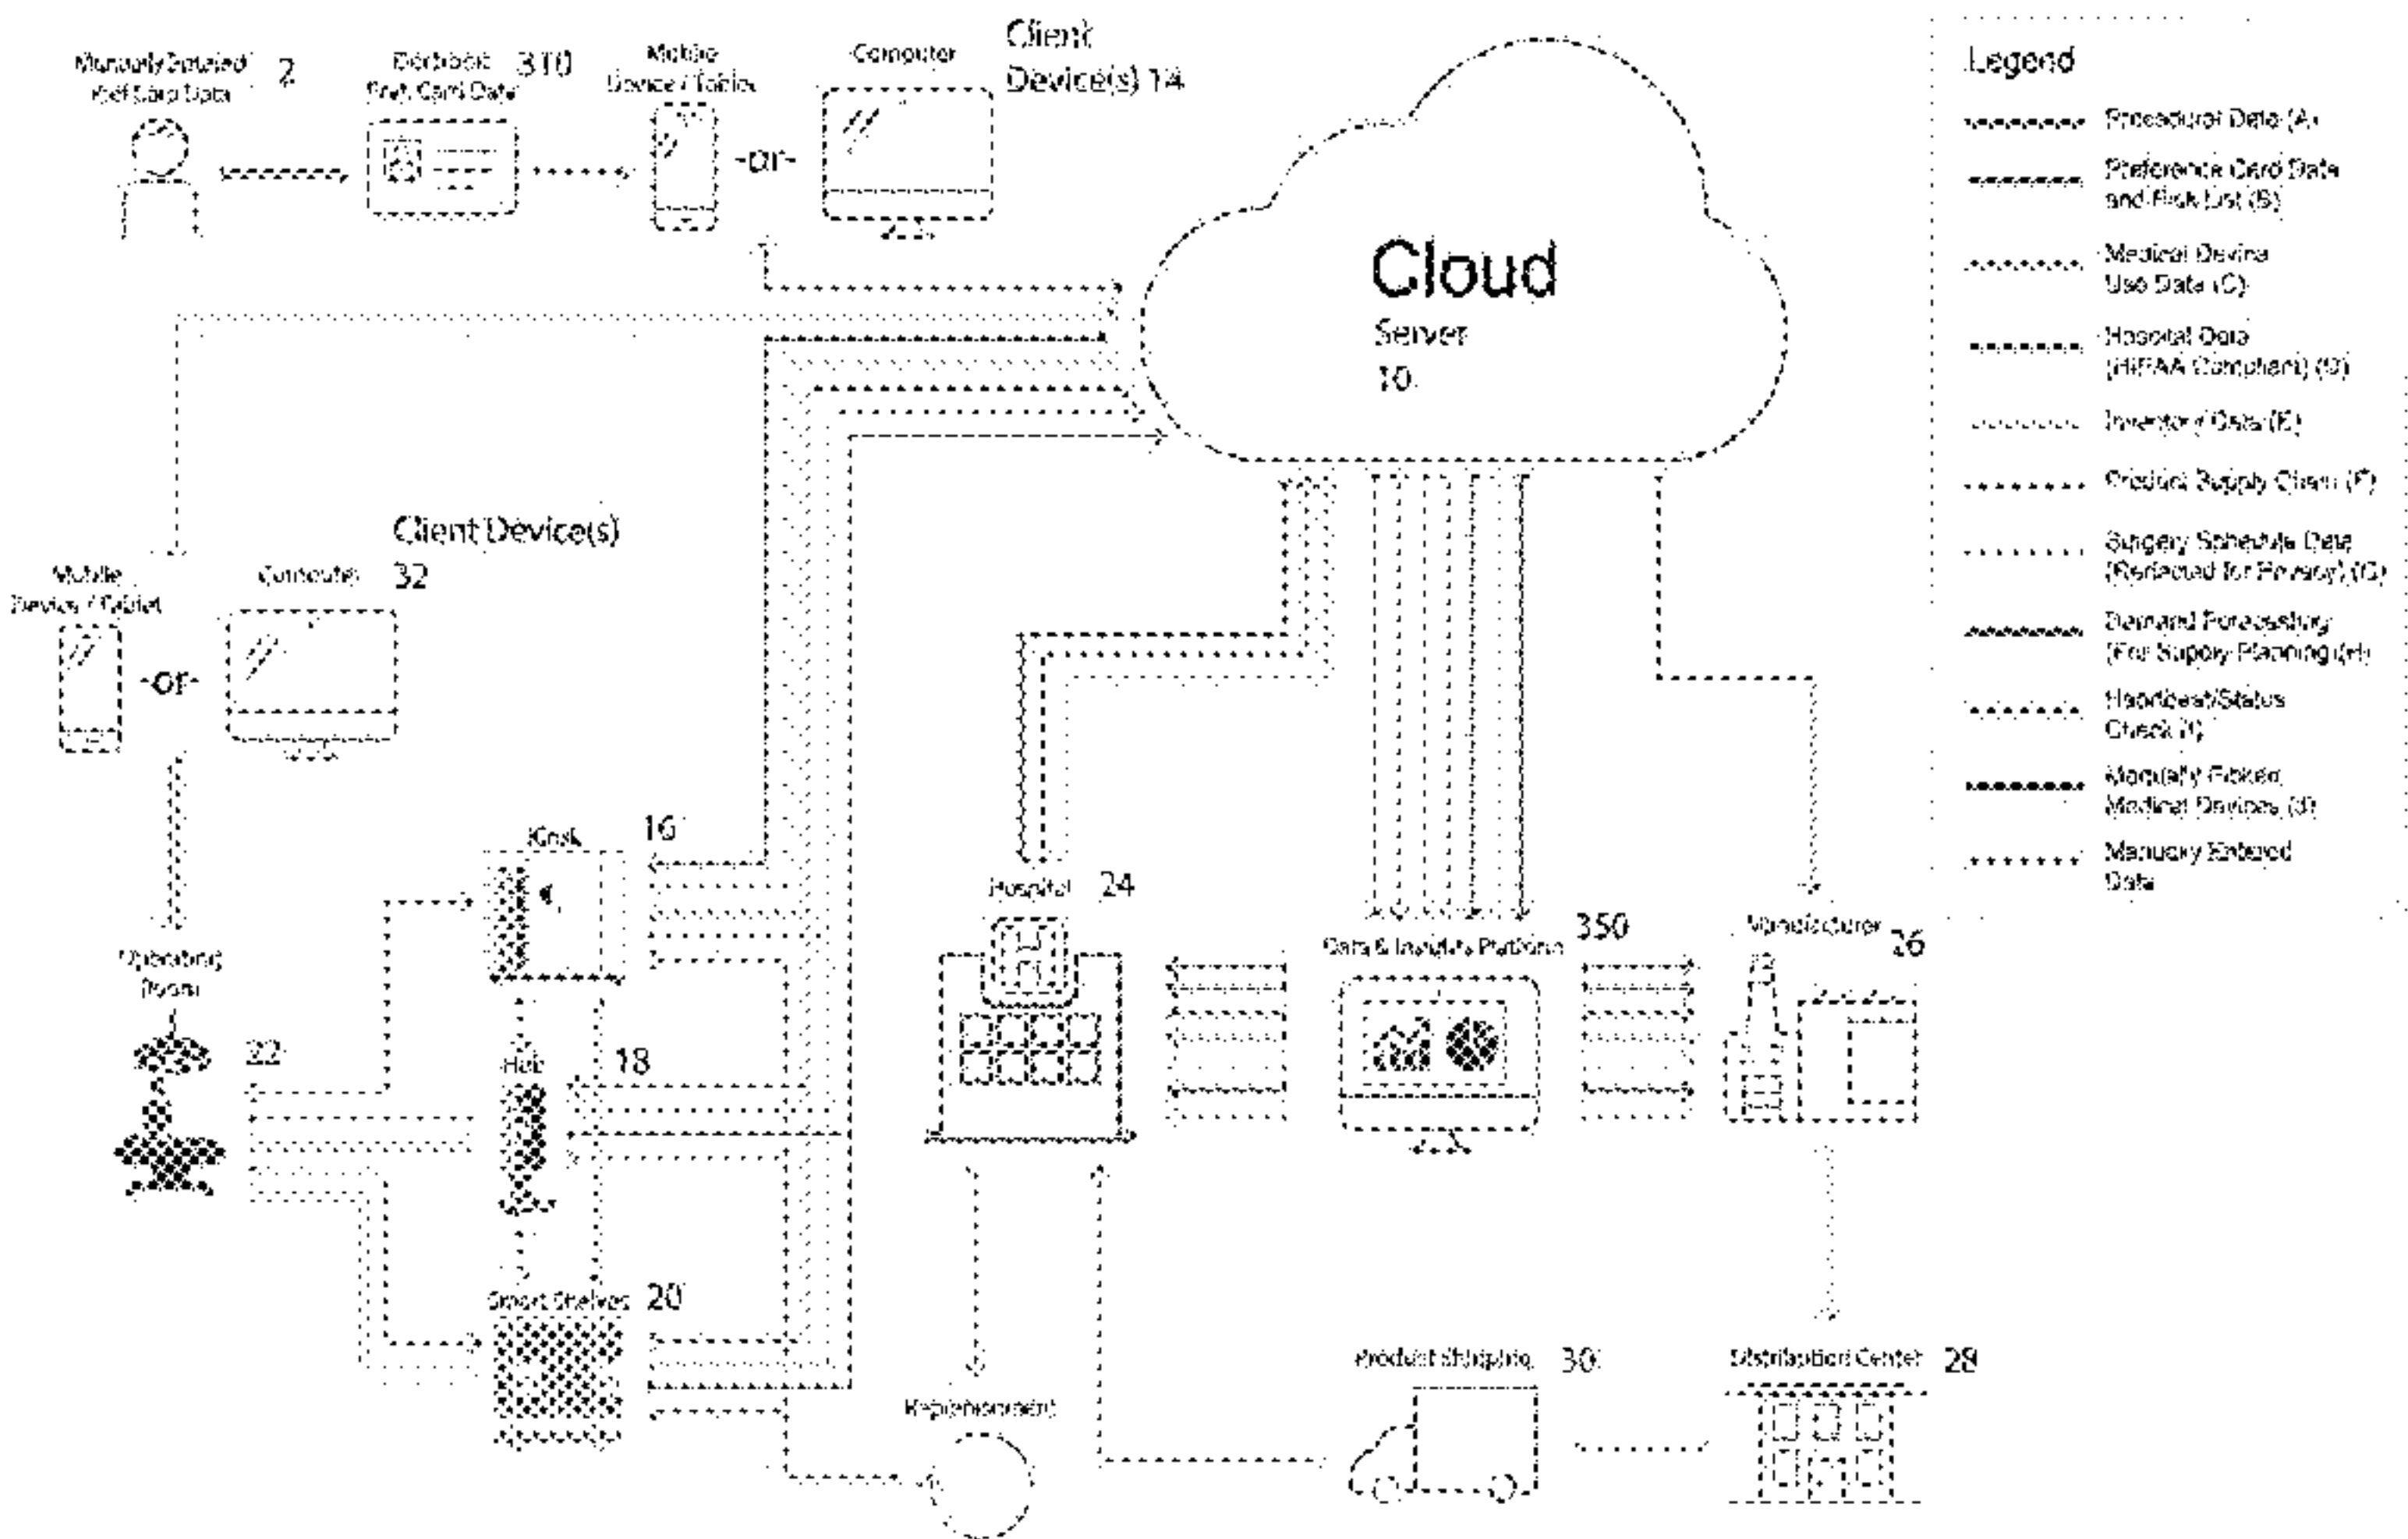 Manually Entered 2
Pref Card Data
Electronic 310
Pref. Card Data
Mobile
Device / Tablet
-or-
Computer
Client
Device(s) 14
Cloud
Server
10
Legend
Procedural Data (A)
Preference Card Data
and Risk List (B)
Medical Device
Use Data (C)
Hospital Data
(HIPAA Compliant) (D)
Inventory Data (E)
Product Supply Chain (F)
Surgery Schedule Data
(Redacted for Privacy) (G)
Demand Forecasting
(For Supply Planning (H)
Heartbeat/Status
Check (I)
Manually Picked
Medical Devices (J)
Manually Entered
Data
Client Device(s)
32
Mobile
Device / Tablet
-or-
Computer
Operating
Room
22
Kiosk 16
Hub 18
Smart Shelves 20
Hospital 24
H
Data & Insights Platform 350
Manufacturer 26
Replenishment
Product Shipping 30
Distribution Center 28